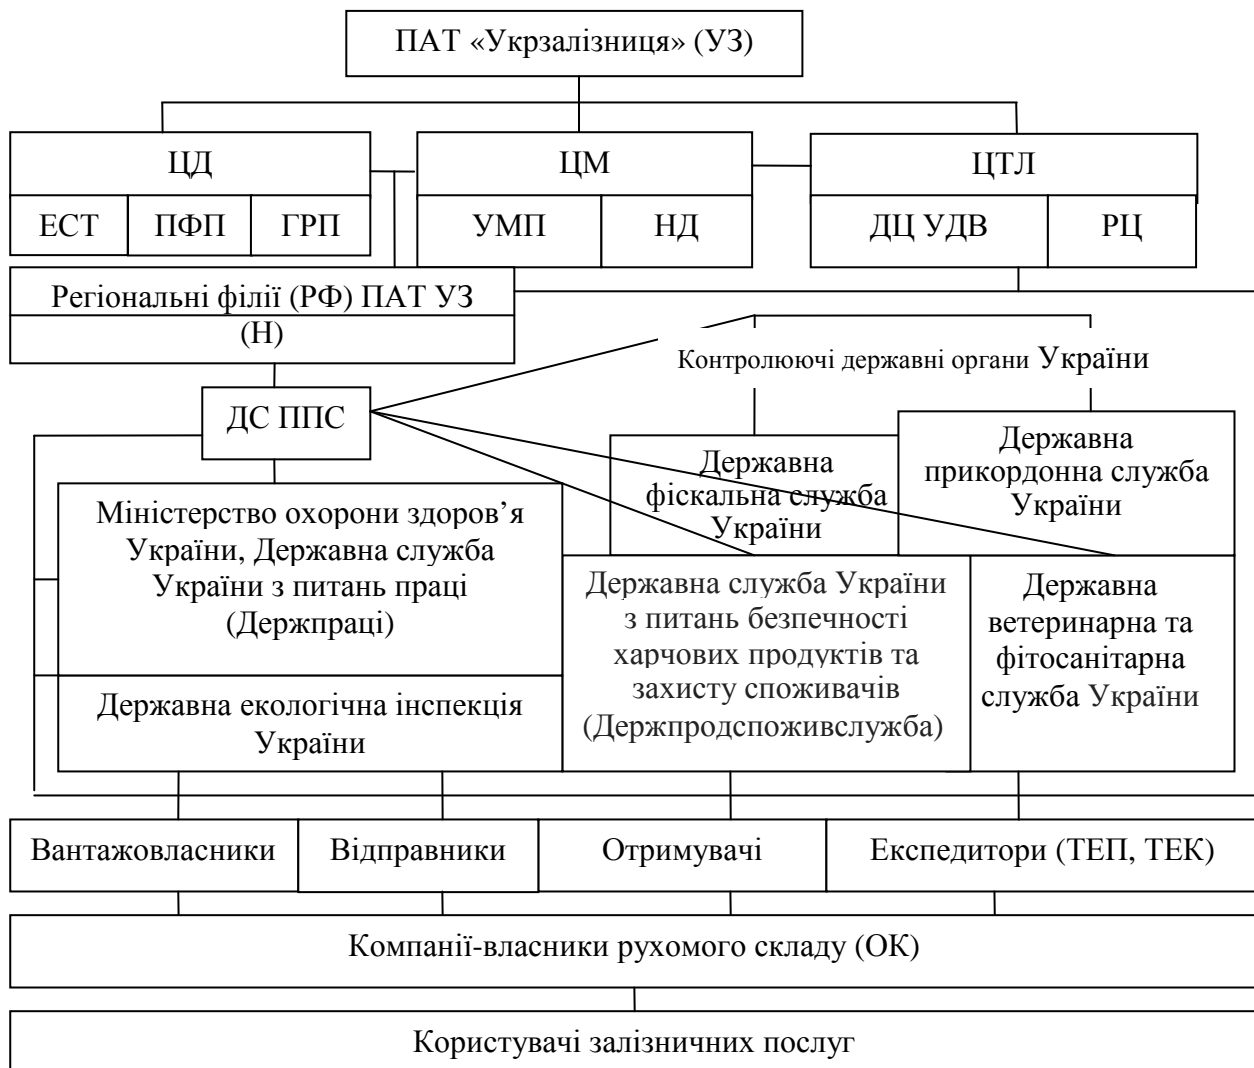 ПАТ «Укрзалізниця» (УЗ)
ЦД
ЦМ
ЦТЛ
ЕСТ
ПФП
ГРП
УМП
НД
ДЦ УДВ
РЦ
Регіональні філії (РФ) ПАТ УЗ
(Н)
Контролюючі державні органи України
ДС ППС
Державна
фіскальна служба
України
Державна
прикордонна служба
України
Міністерство охорони здоров’я
України, Державна служба
України з питань праці
(Держпраці)
Державна служба України
з питань безпечності
харчових продуктів та
захисту споживачів
(Держпродспоживслужба)
Державна
ветеринарна та
фітосанітарна
служба України
Державна екологічна інспекція
України
Вантажовласники
Відправники
Отримувачі
Експедитори (ТЕП, ТЕК)
Компанії-власники рухомого складу (ОК)
Користувачі залізничних послуг